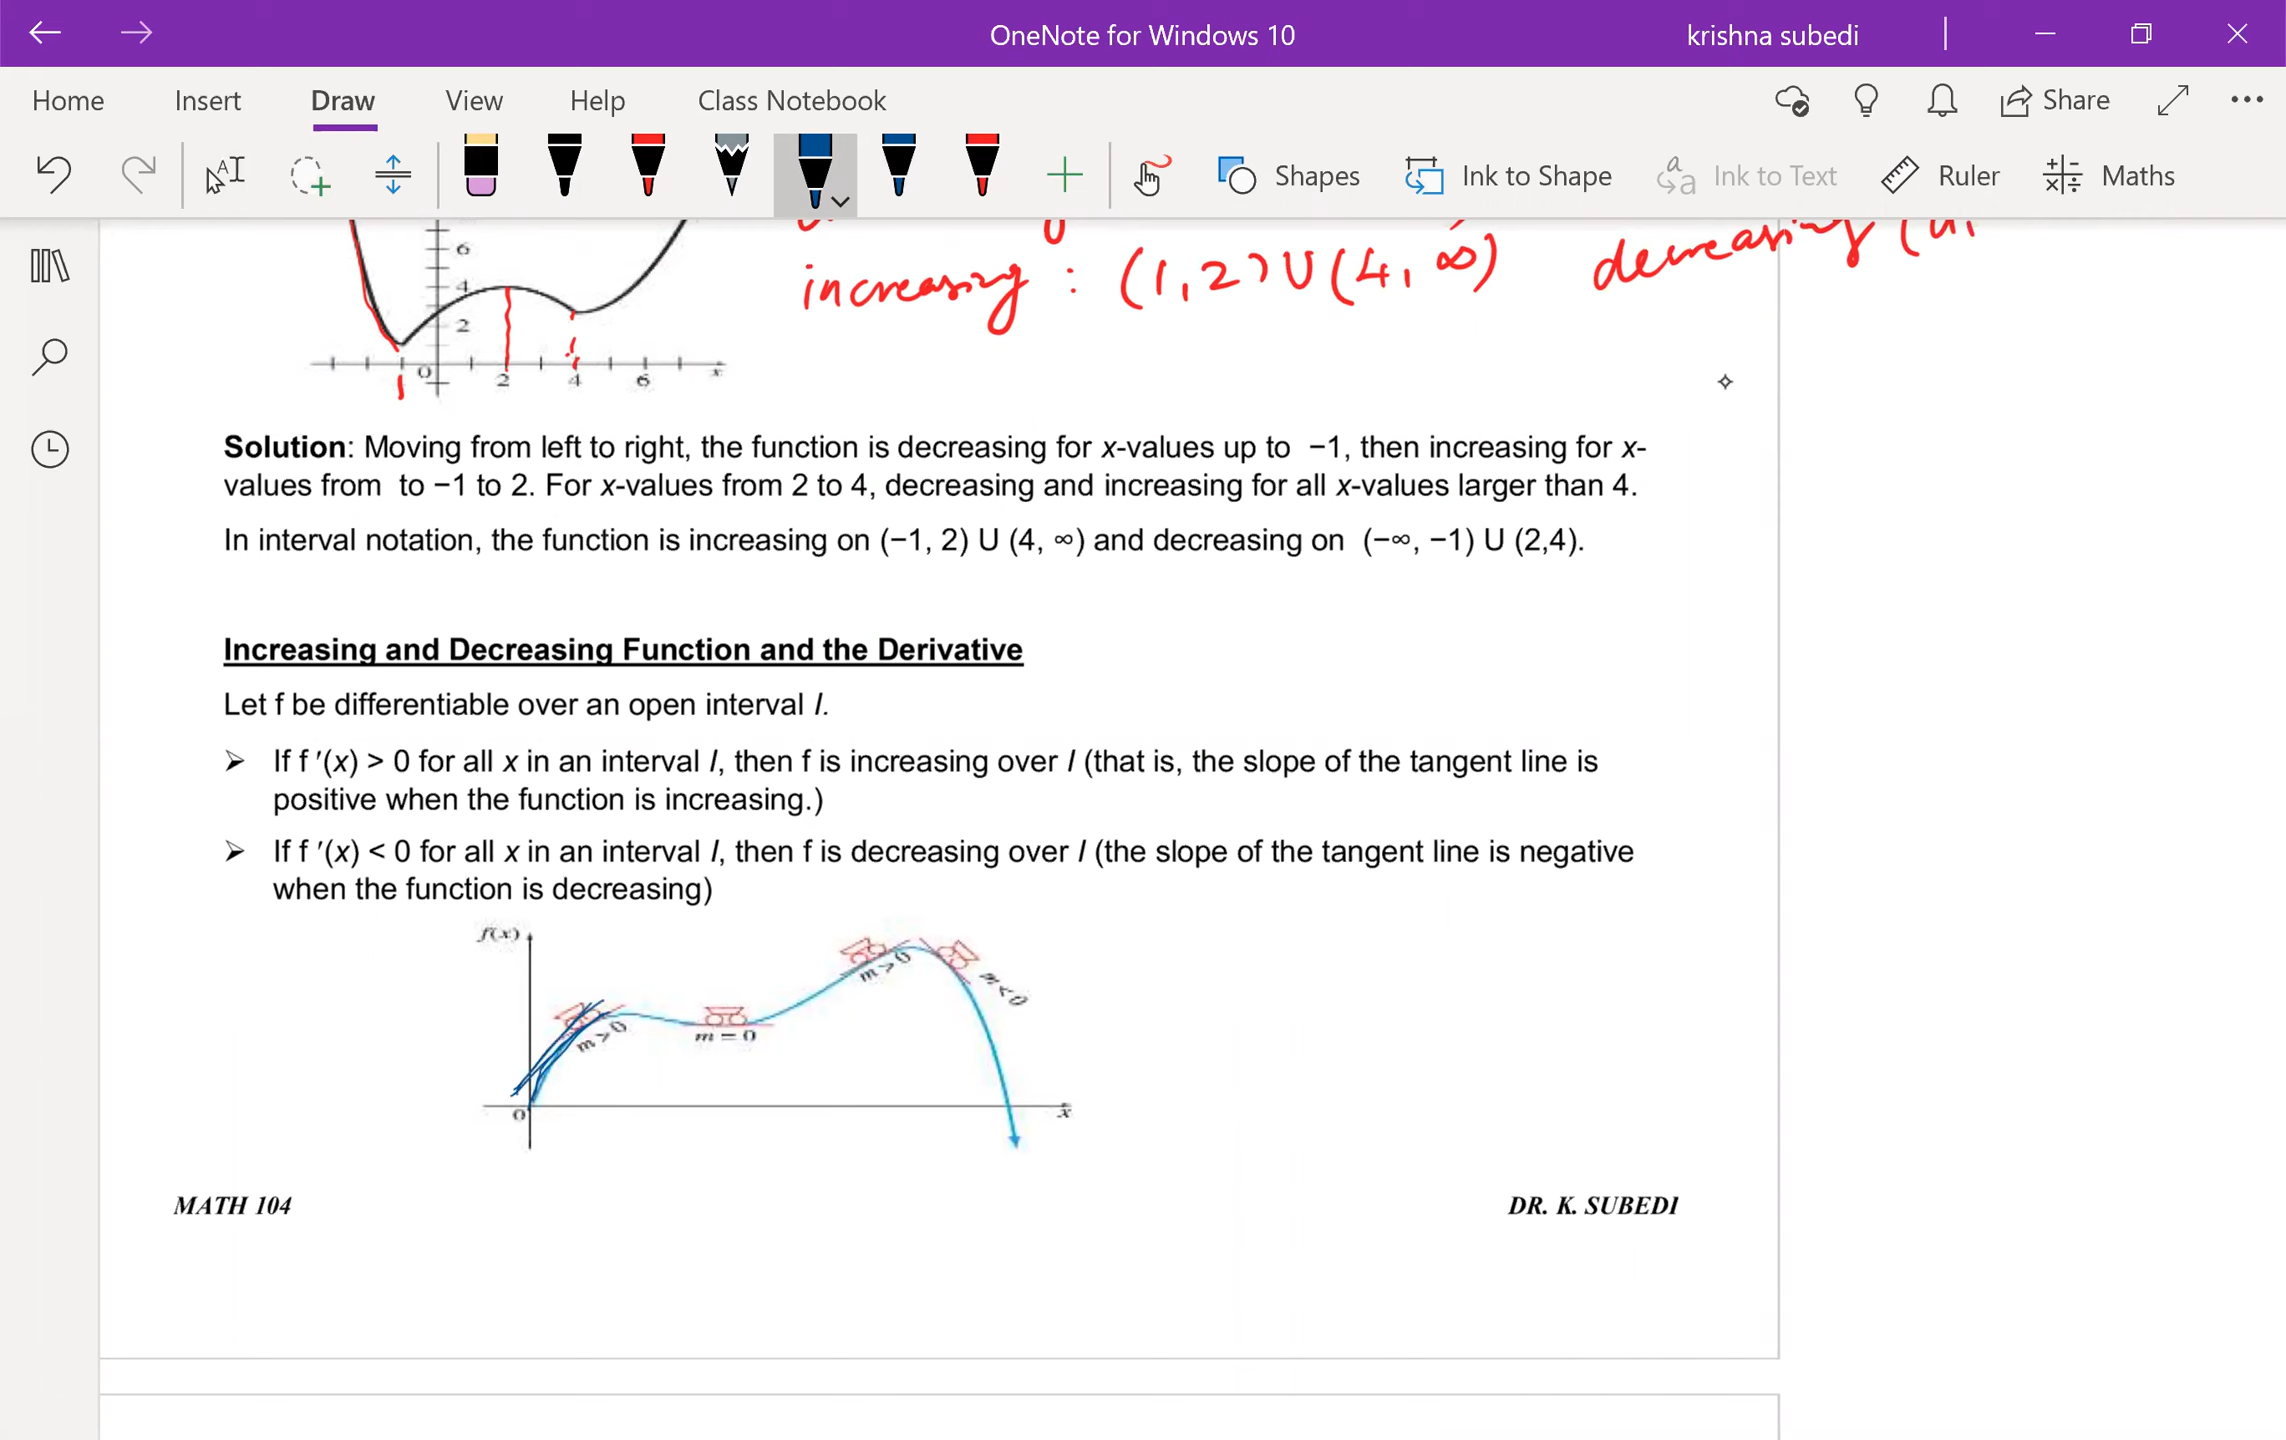 OneNote for Windows 10
krishna subedi
Home Insert Draw View Help Class Notebook
Share
Shapes Ink to Shape Ink to Text Ruler Maths
6
4
2
0 2 4 6 x
1
increasing : (1, 2) U (4, ∞) decreasing
Solution: Moving from left to right, the function is decreasing for x-values up to −1, then increasing for x-
values from to −1 to 2. For x-values from 2 to 4, decreasing and increasing for all x-values larger than 4.
In interval notation, the function is increasing on (−1, 2) U (4, ∞) and decreasing on (−∞, −1) U (2,4).
Increasing and Decreasing Function and the Derivative
Let f be differentiable over an open interval I.
➢ If f ′(x) > 0 for all x in an interval I, then f is increasing over I (that is, the slope of the tangent line is
positive when the function is increasing.)
➢ If f ′(x) < 0 for all x in an interval I, then f is decreasing over I (the slope of the tangent line is negative
when the function is decreasing)
f(x)
m > 0
m = 0
m > 0
m < 0
0
x
MATH 104
DR. K. SUBEDI